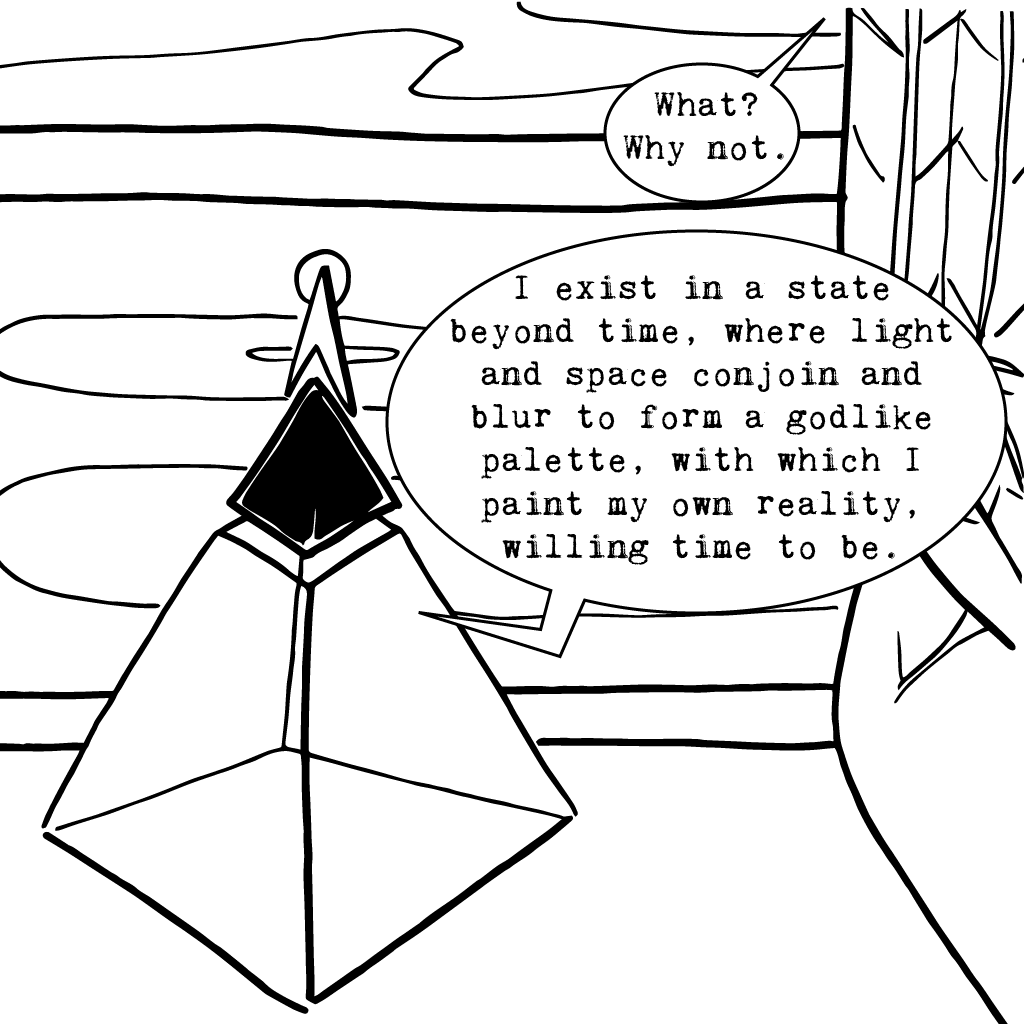 What?
Why not.
I exist in a state
beyond time, where light
and space conjoin and
blur to form a godlike
palette, with which I
paint my own reality,
willing time to be.